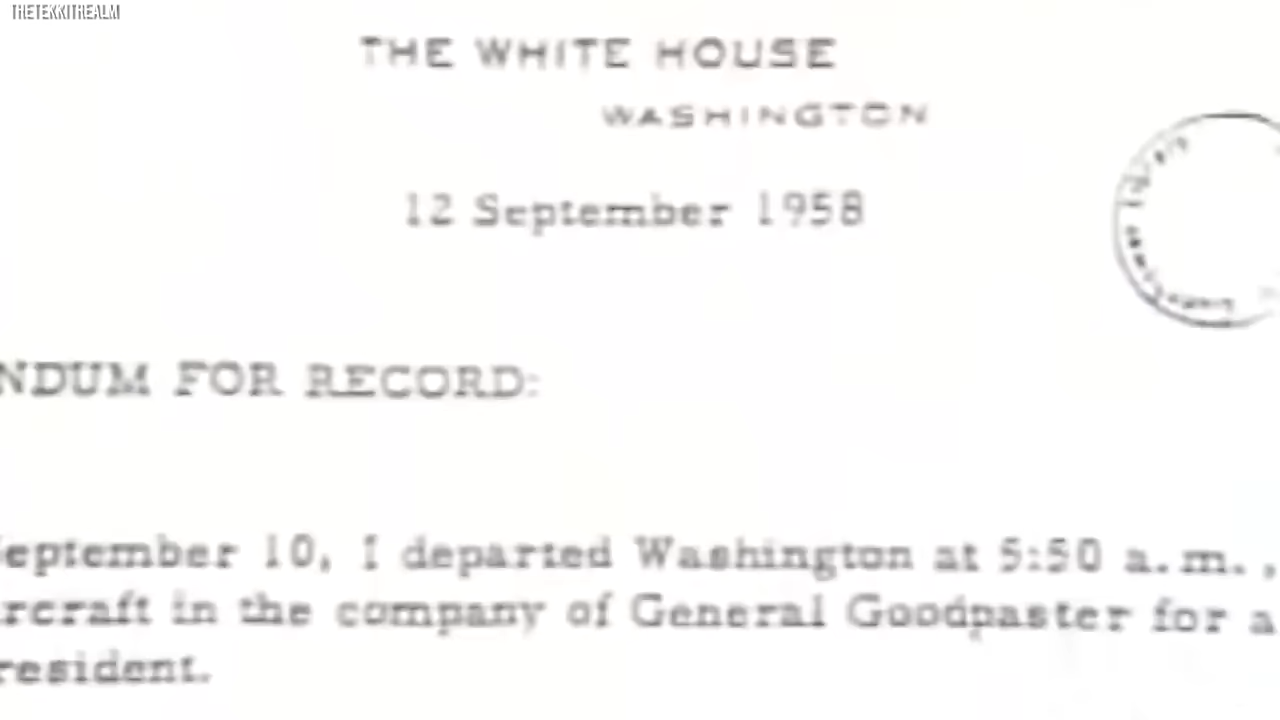 THETEKKITREALM
THE WHITE HOUSE
WASHINGTON
12 September 1958
NDUM FOR RECORD:
eptember 10, I departed Washington at 5:50 a.m.,
rcraft in the company of General Goodpaster for a
resident.